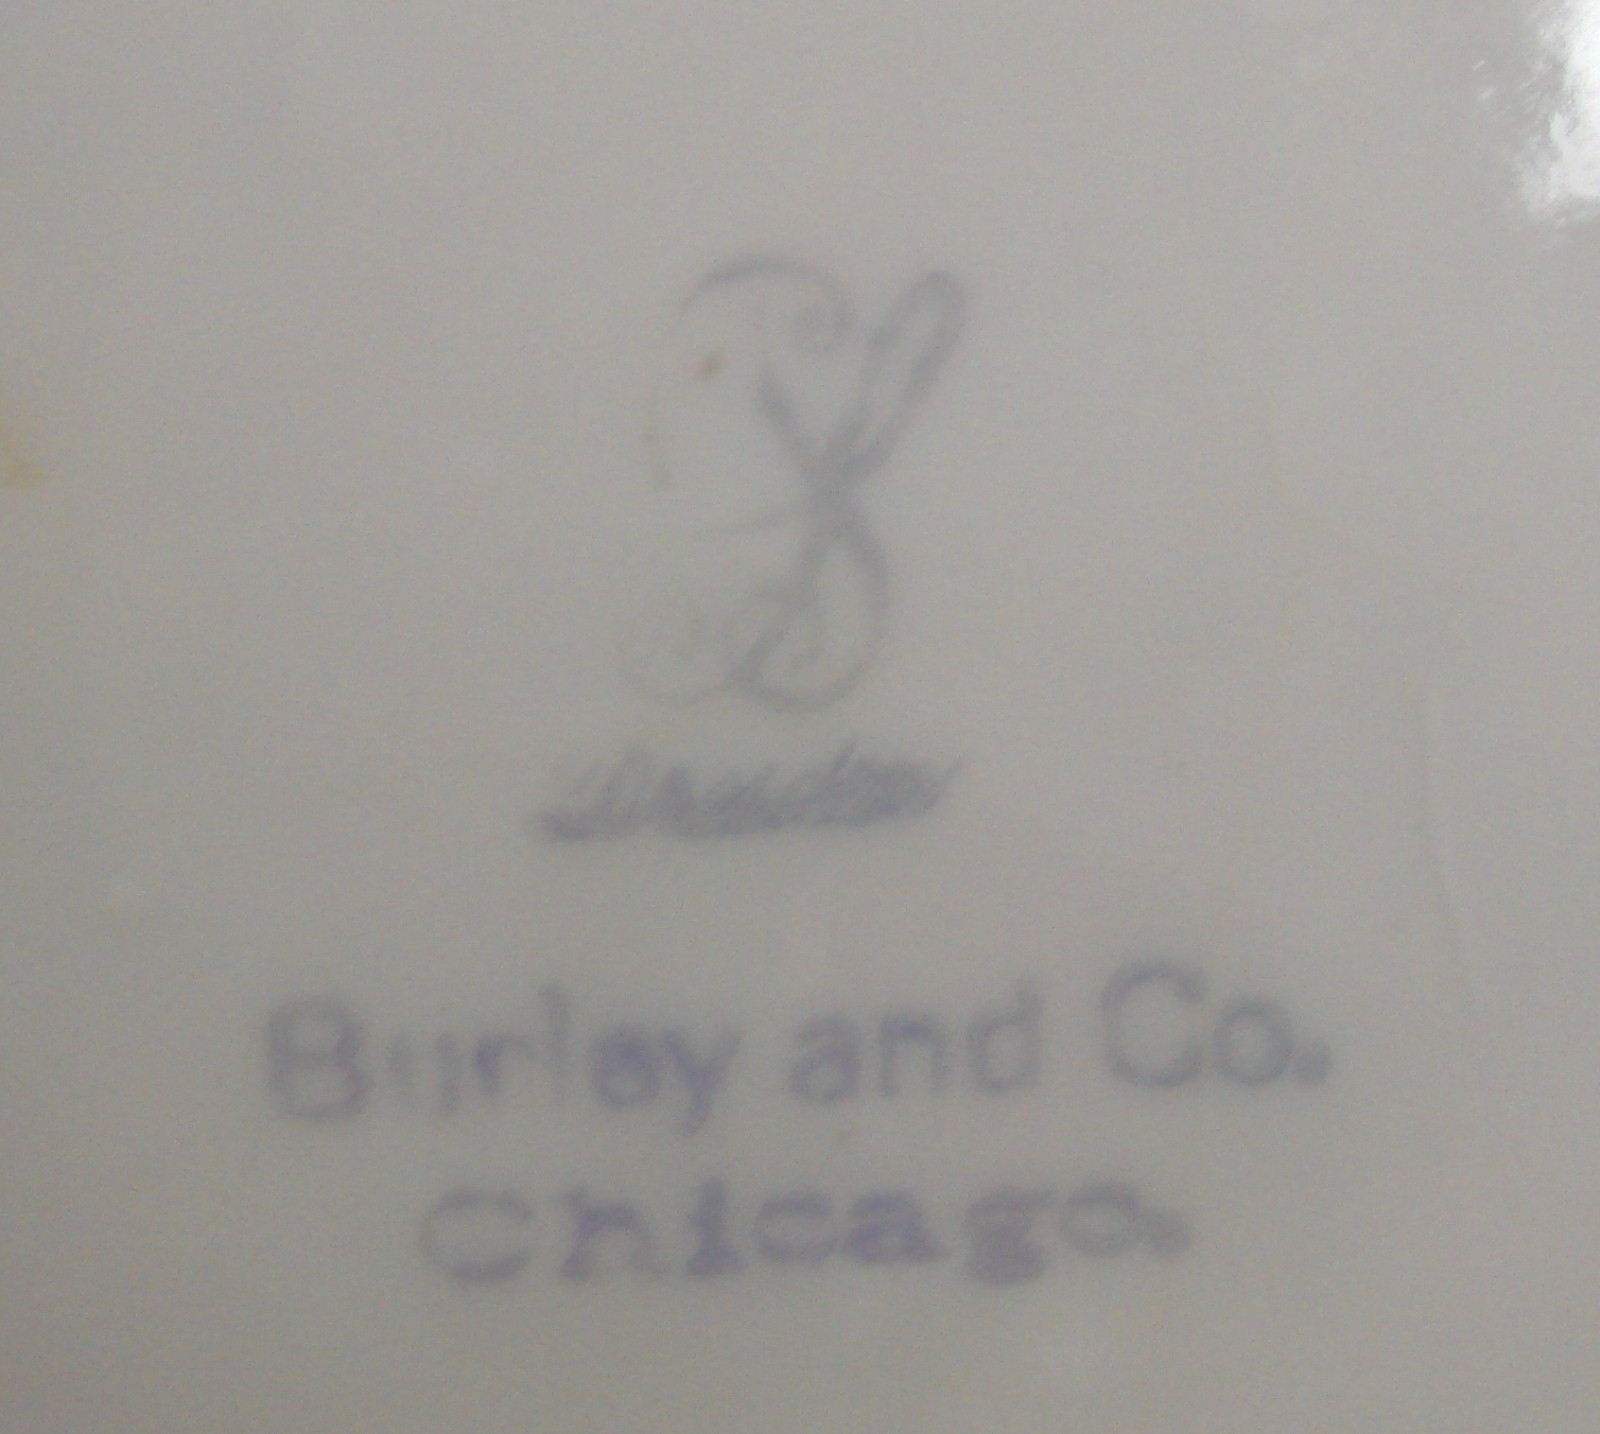 Burley and Co.
Chicago.